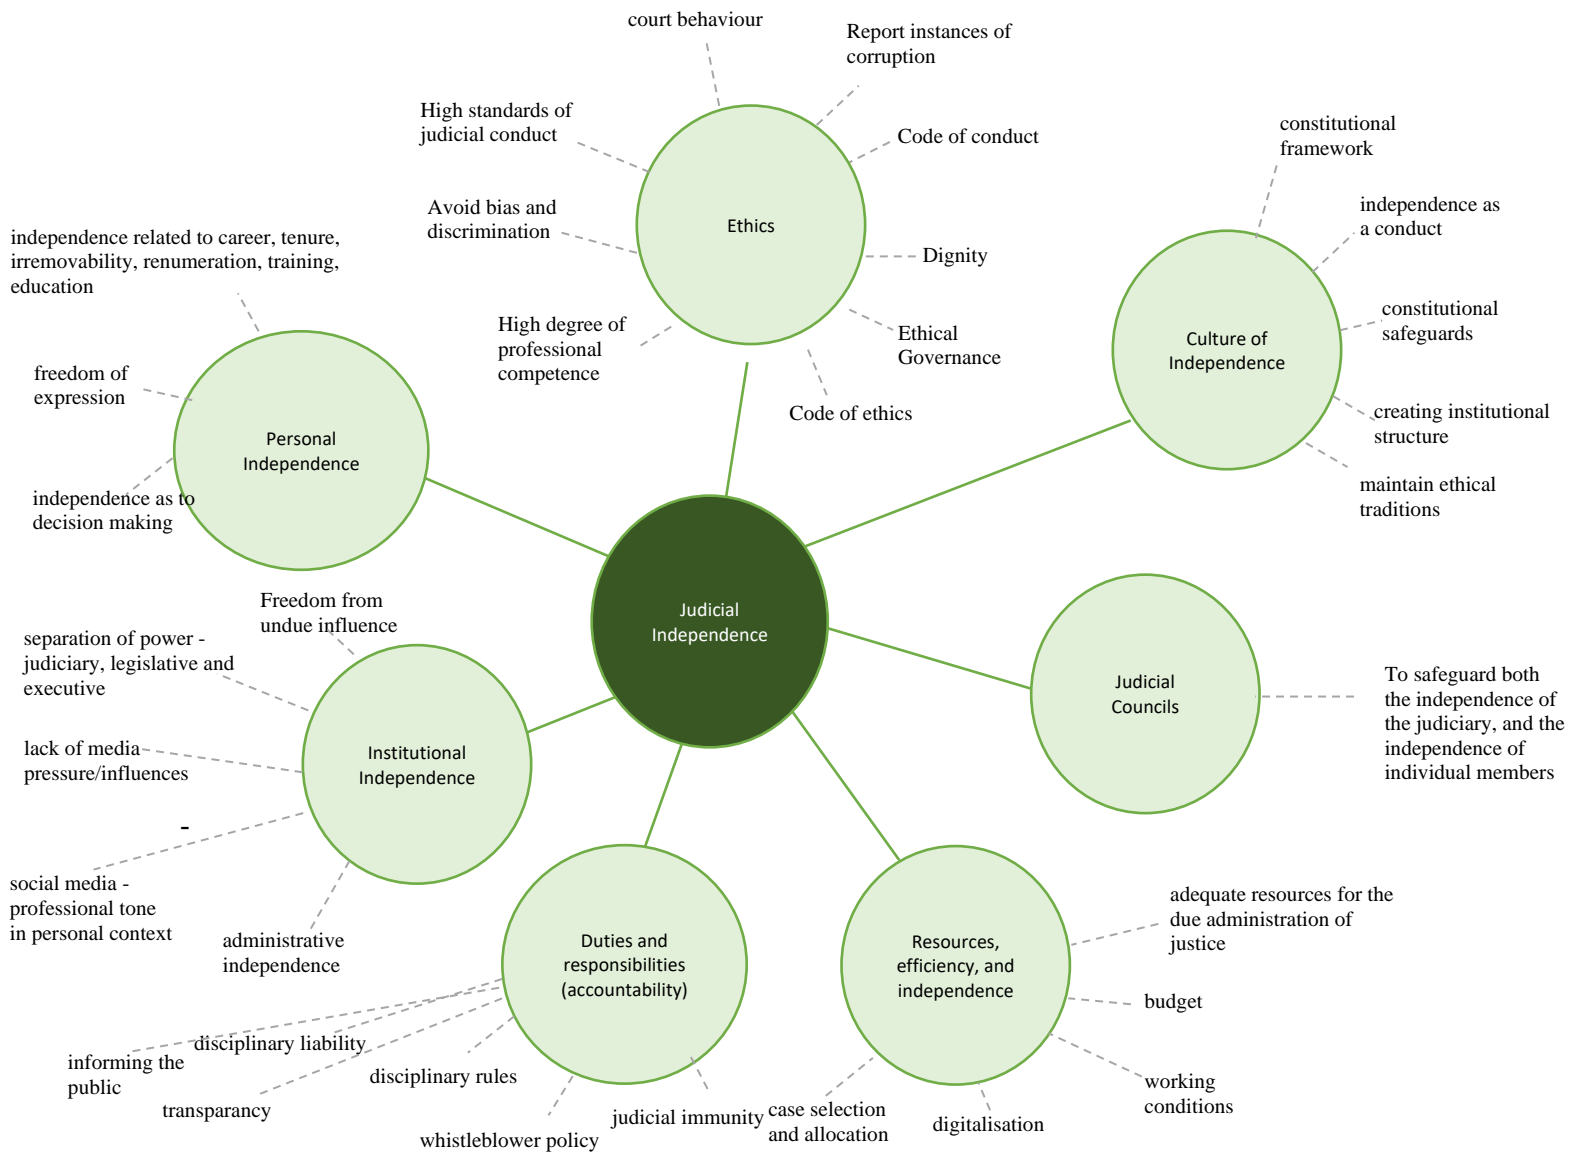 court behaviour
Report instances of
corruption
High standards of
judicial conduct
Code of conduct
Avoid bias and
discrimination
Ethics
Dignity
High degree of
professional
competence
Ethical
Governance
Code of ethics
constitutional
framework
independence as
a conduct
Culture of
Independence
constitutional
safeguards
creating institutional
structure
maintain ethical
traditions
independence related to career, tenure,
irremovability, renumeration, training,
education
freedom of
expression
Personal
Independence
independence as to
decision making
Judicial
Independence
Freedom from
undue influence
separation of power -
judiciary, legislative and
executive
lack of media
pressure/influences
Institutional
Independence
-
social media -
professional tone
in personal context
administrative
independence
Judicial
Councils
To safeguard both
the independence of
the judiciary, and the
independence of
individual members
Duties and
responsibilities
(accountability)
informing the
public
disciplinary liability
transparancy
disciplinary rules
whistleblower policy
judicial immunity
Resources,
efficiency, and
independence
adequate resources for the
due administration of
justice
budget
working
conditions
digitalisation
case selection
and allocation